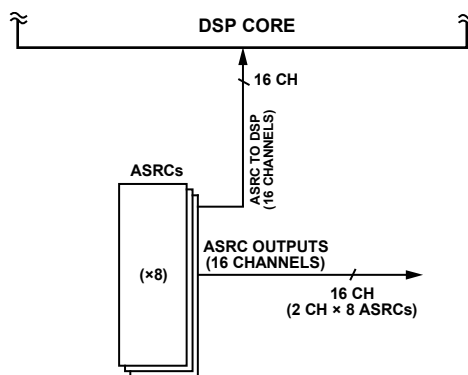 DSP CORE
16 CH
ASRC TO DSP
(16 CHANNELS)
ASRCs
(×8)
ASRC OUTPUTS
(16 CHANNELS)
16 CH
(2 CH × 8 ASRCs)